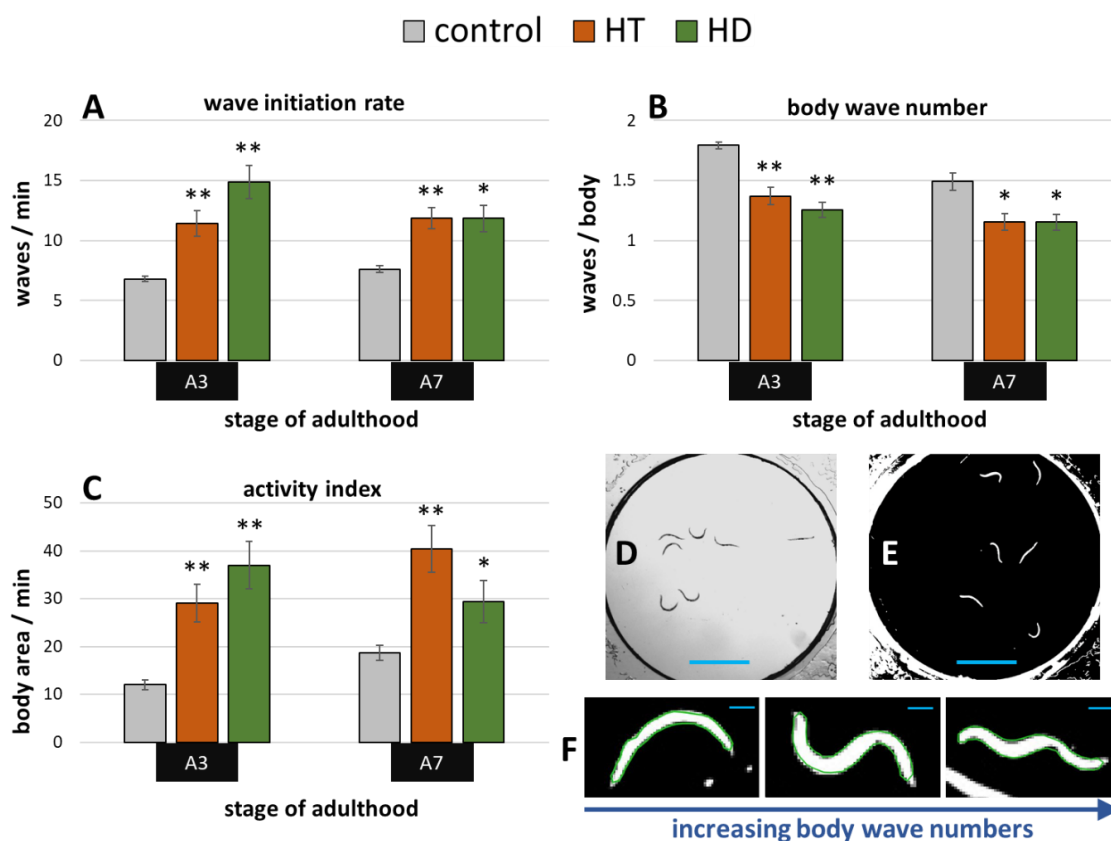 control HT HD
A wave initiation rate
waves / min
20
15
10
5
0
** ** ** *
A3 A7
stage of adulthood
B body wave number
waves / body
2
1.5
1
0.5
0
** ** * *
A3 A7
stage of adulthood
C activity index
body area / min
50
40
30
20
10
0
** ** ** *
A3 A7
stage of adulthood
D
E
F
increasing body wave numbers